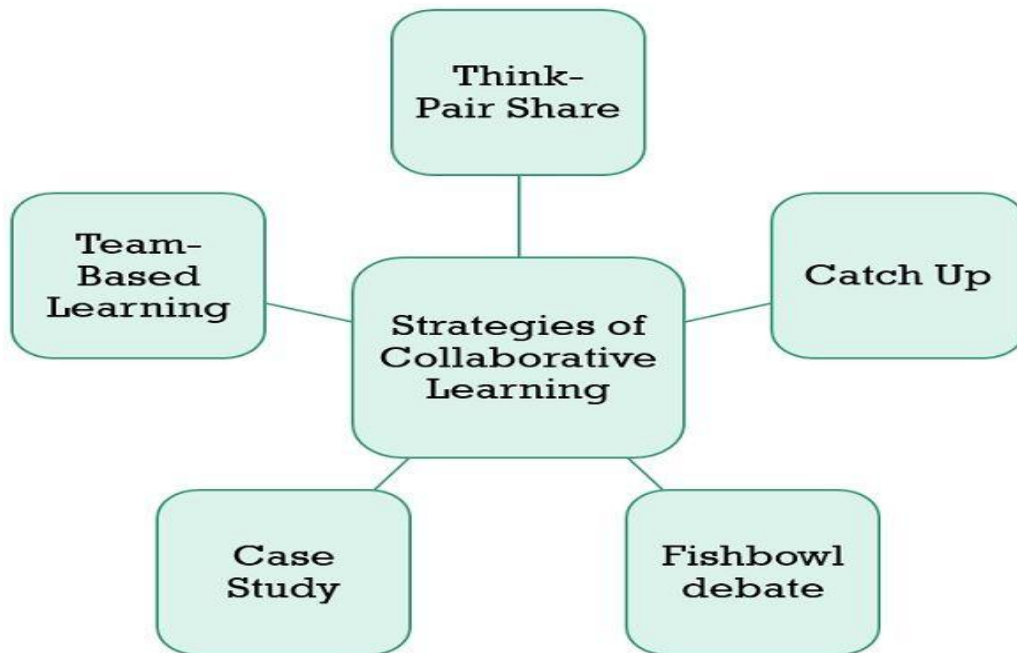 Think-
Pair Share
Team-
Based
Learning
Catch Up
Strategies of
Collaborative
Learning
Case
Study
Fishbowl
debate